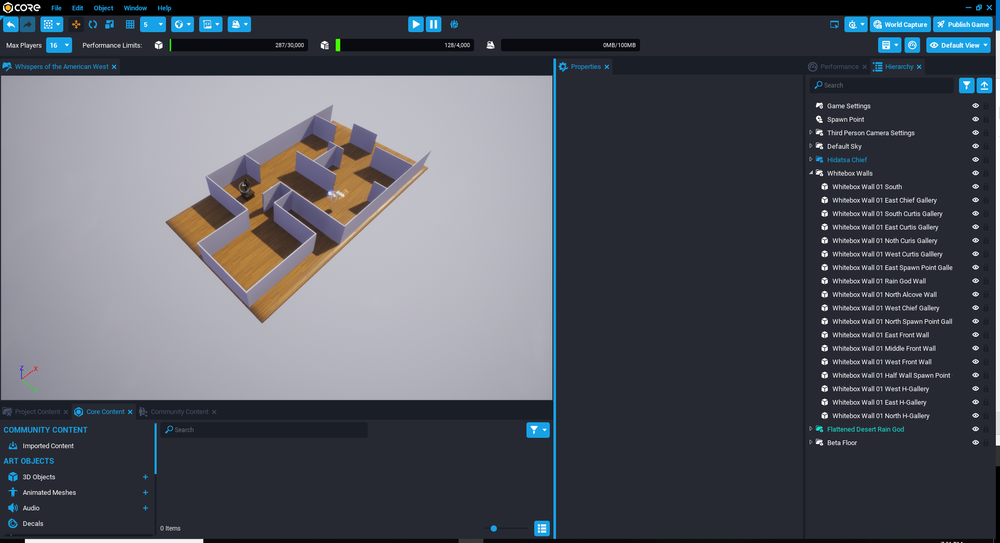 CORE File Edit Object Window Help
5 World Capture Publish Game
Max Players 16 Performance Limits: 287/30,000 128/4,000 0MB/100MB Default View
Whispers of the American West
Properties
Performance Hierarchy
Search
Game Settings
Spawn Point
Third Person Camera Settings
Default Sky
Hidatsa Chief
Whitebox Walls
Whitebox Wall 01 South
Whitebox Wall 01 East Chief Gallery
Whitebox Wall 01 South Curtis Gallery
Whitebox Wall 01 East Curtis Gallery
Whitebox Wall 01 Noth Curis Gallery
Whitebox Wall 01 West Curtis Galllery
Whitebox Wall 01 East Spawn Point Galle
Whitebox Wall 01 Rain God Wall
Whitebox Wall 01 North Alcove Wall
Whitebox Wall 01 West Chief Gallery
Whitebox Wall 01 North Spawn Point Gall
Whitebox Wall 01 East Front Wall
Whitebox Wall 01 Middle Front Wall
Whitebox Wall 01 West Front Wall
Whitebox Wall 01 Half Wall Spawn Point
Whitebox Wall 01 West H-Gallery
Whitebox Wall 01 East H-Gallery
Whitebox Wall 01 North H-Gallery
Flattened Desert Rain God
Beta Floor
Z X
Y
Project Content Core Content Community Content
COMMUNITY CONTENT
Imported Content
ART OBJECTS
3D Objects
Animated Meshes
Audio
Decals
Search
0 Items